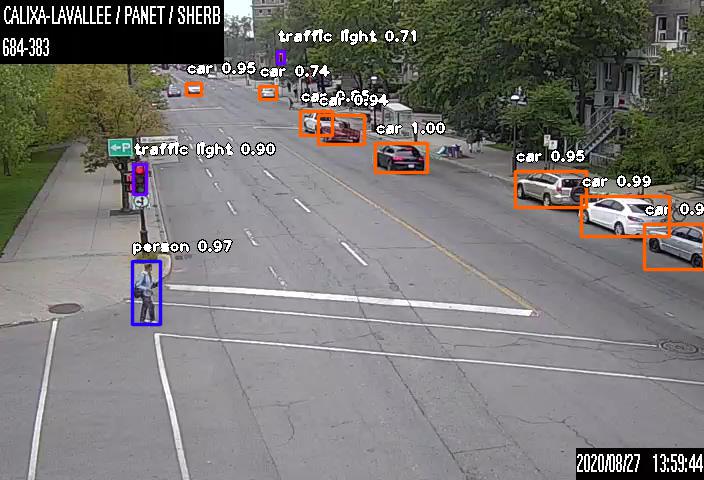 CALIXA-LAVALLEE / PANET / SHERB
684-383
traffic light 0.71
car 0.95
car 0.74
0.94
car 1.00
←P
traffic light 0.90
car 0.95
car 0.99
car 0.9
person 0.97
2020/08/27 13:59:44